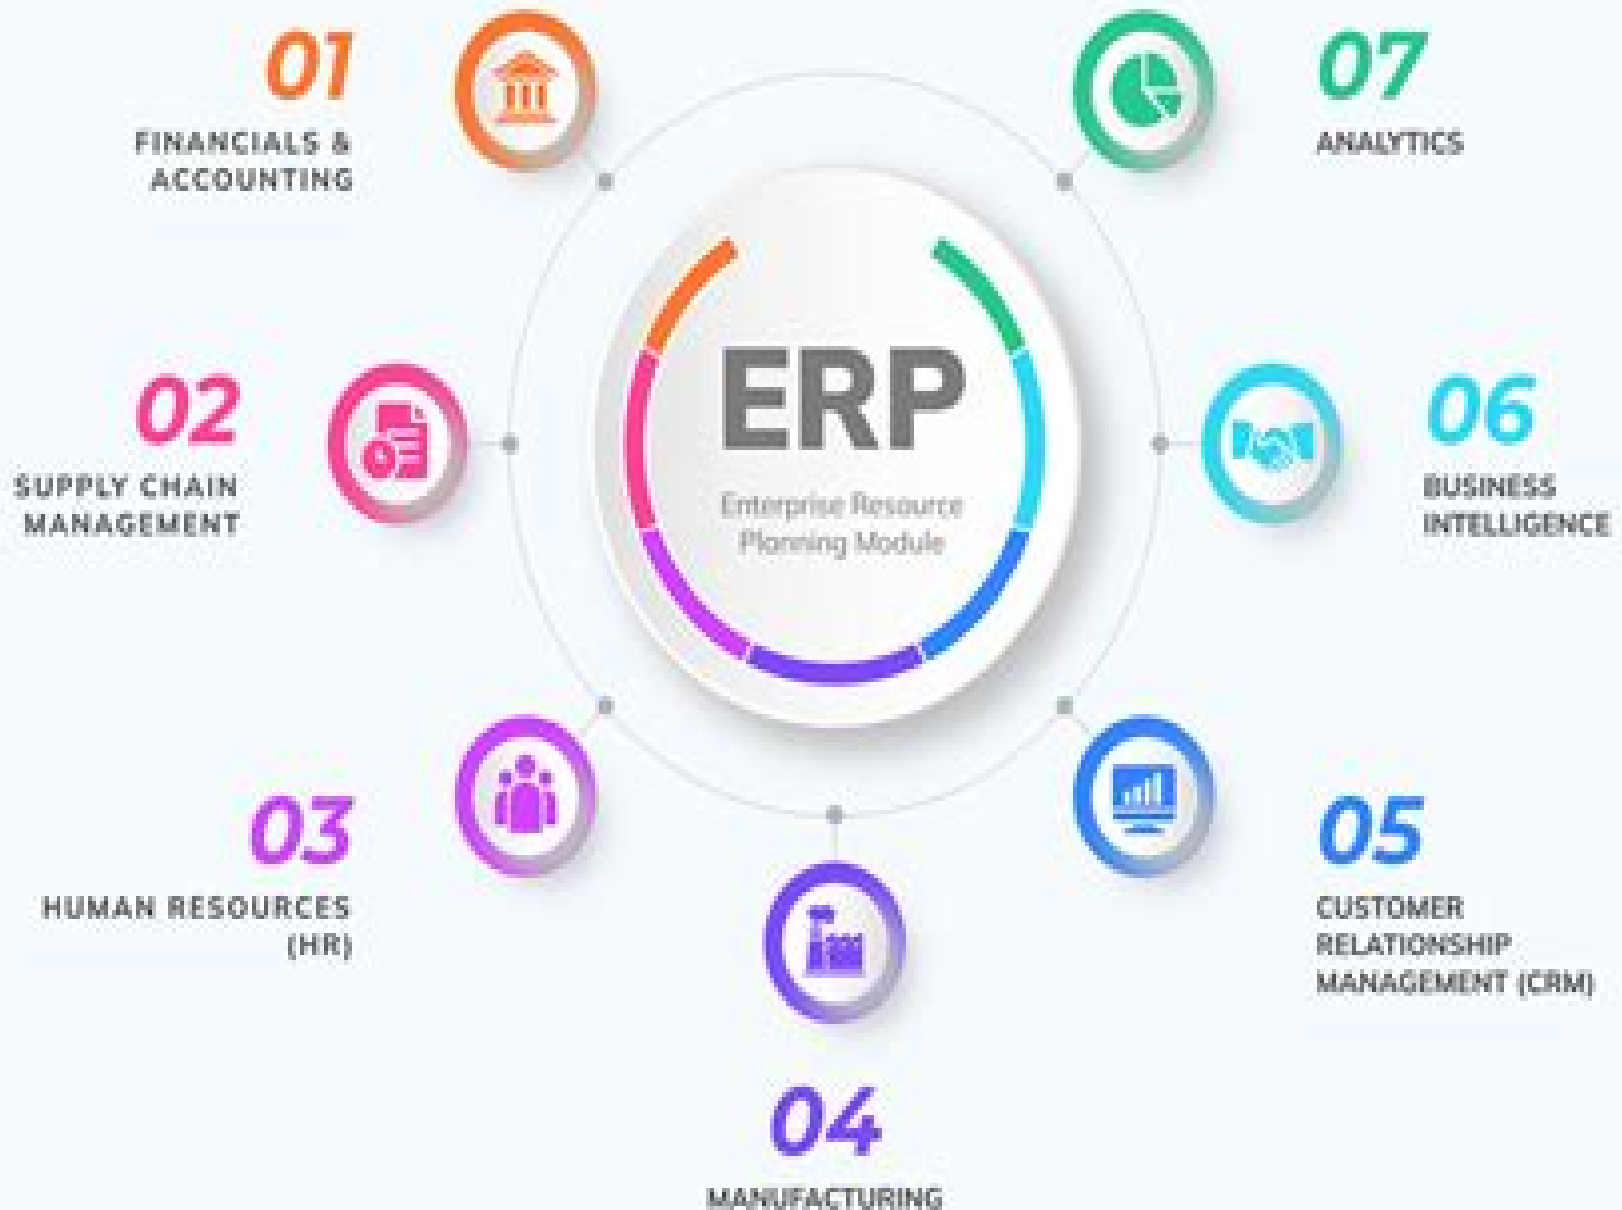 01
FINANCIALS &
ACCOUNTING
02
SUPPLY CHAIN
MANAGEMENT
03
HUMAN RESOURCES
(HR)
04
MANUFACTURING
05
CUSTOMER
RELATIONSHIP
MANAGEMENT (CRM)
06
BUSINESS
INTELLIGENCE
07
ANALYTICS
ERP
Enterprise Resource
Planning Module